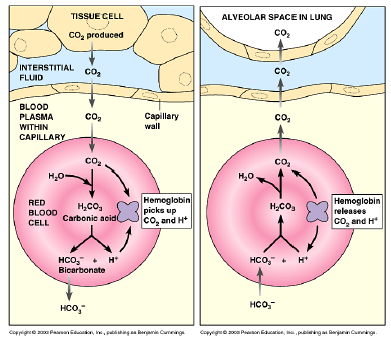 TISSUE CELL
CO₂ produced
INTERSTITIAL
FLUID
CO₂
BLOOD
PLASMA
WITHIN
CAPILLARY
CO₂
Capillary
wall
CO₂
H₂O
RED
BLOOD
CELL
H₂CO₃
Carbonic acid
Hemoglobin
picks up
CO₂ and H⁺
HCO₃⁻ + H⁺
Bicarbonate
HCO₃⁻
Copyright © 2003 Pearson Education, Inc., publishing as Benjamin Cummings.
ALVEOLAR SPACE IN LUNG
CO₂
CO₂
CO₂
CO₂
H₂O
H₂CO₃
Hemoglobin
releases
CO₂ and H⁺
HCO₃⁻ + H⁺
HCO₃⁻
Copyright © 2003 Pearson Education, Inc., publishing as Benjamin Cummings.